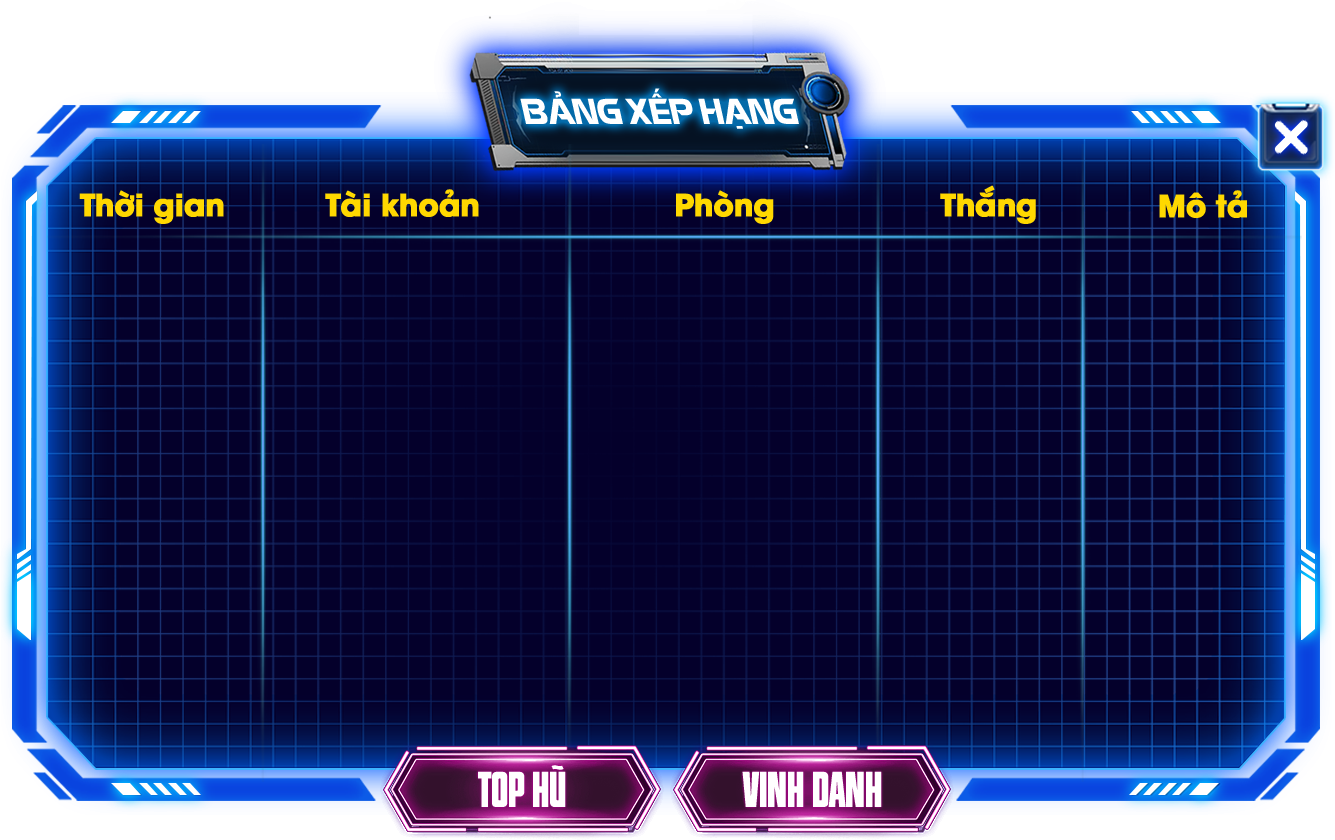 BẢNG XẾP HẠNG
Thời gian Tài khoản Phòng Thắng Mô tả
TOP HŨ VINH DANH